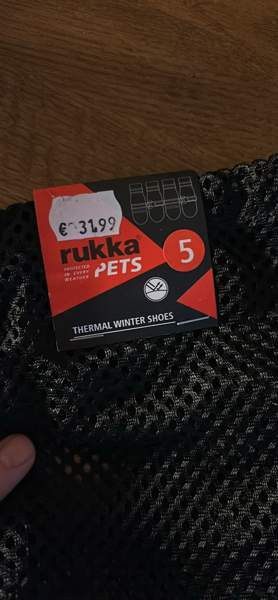 € 31.99
rukka
PROTECTED
IN EVERY
WEATHER
PETS
5
THERMAL WINTER SHOES